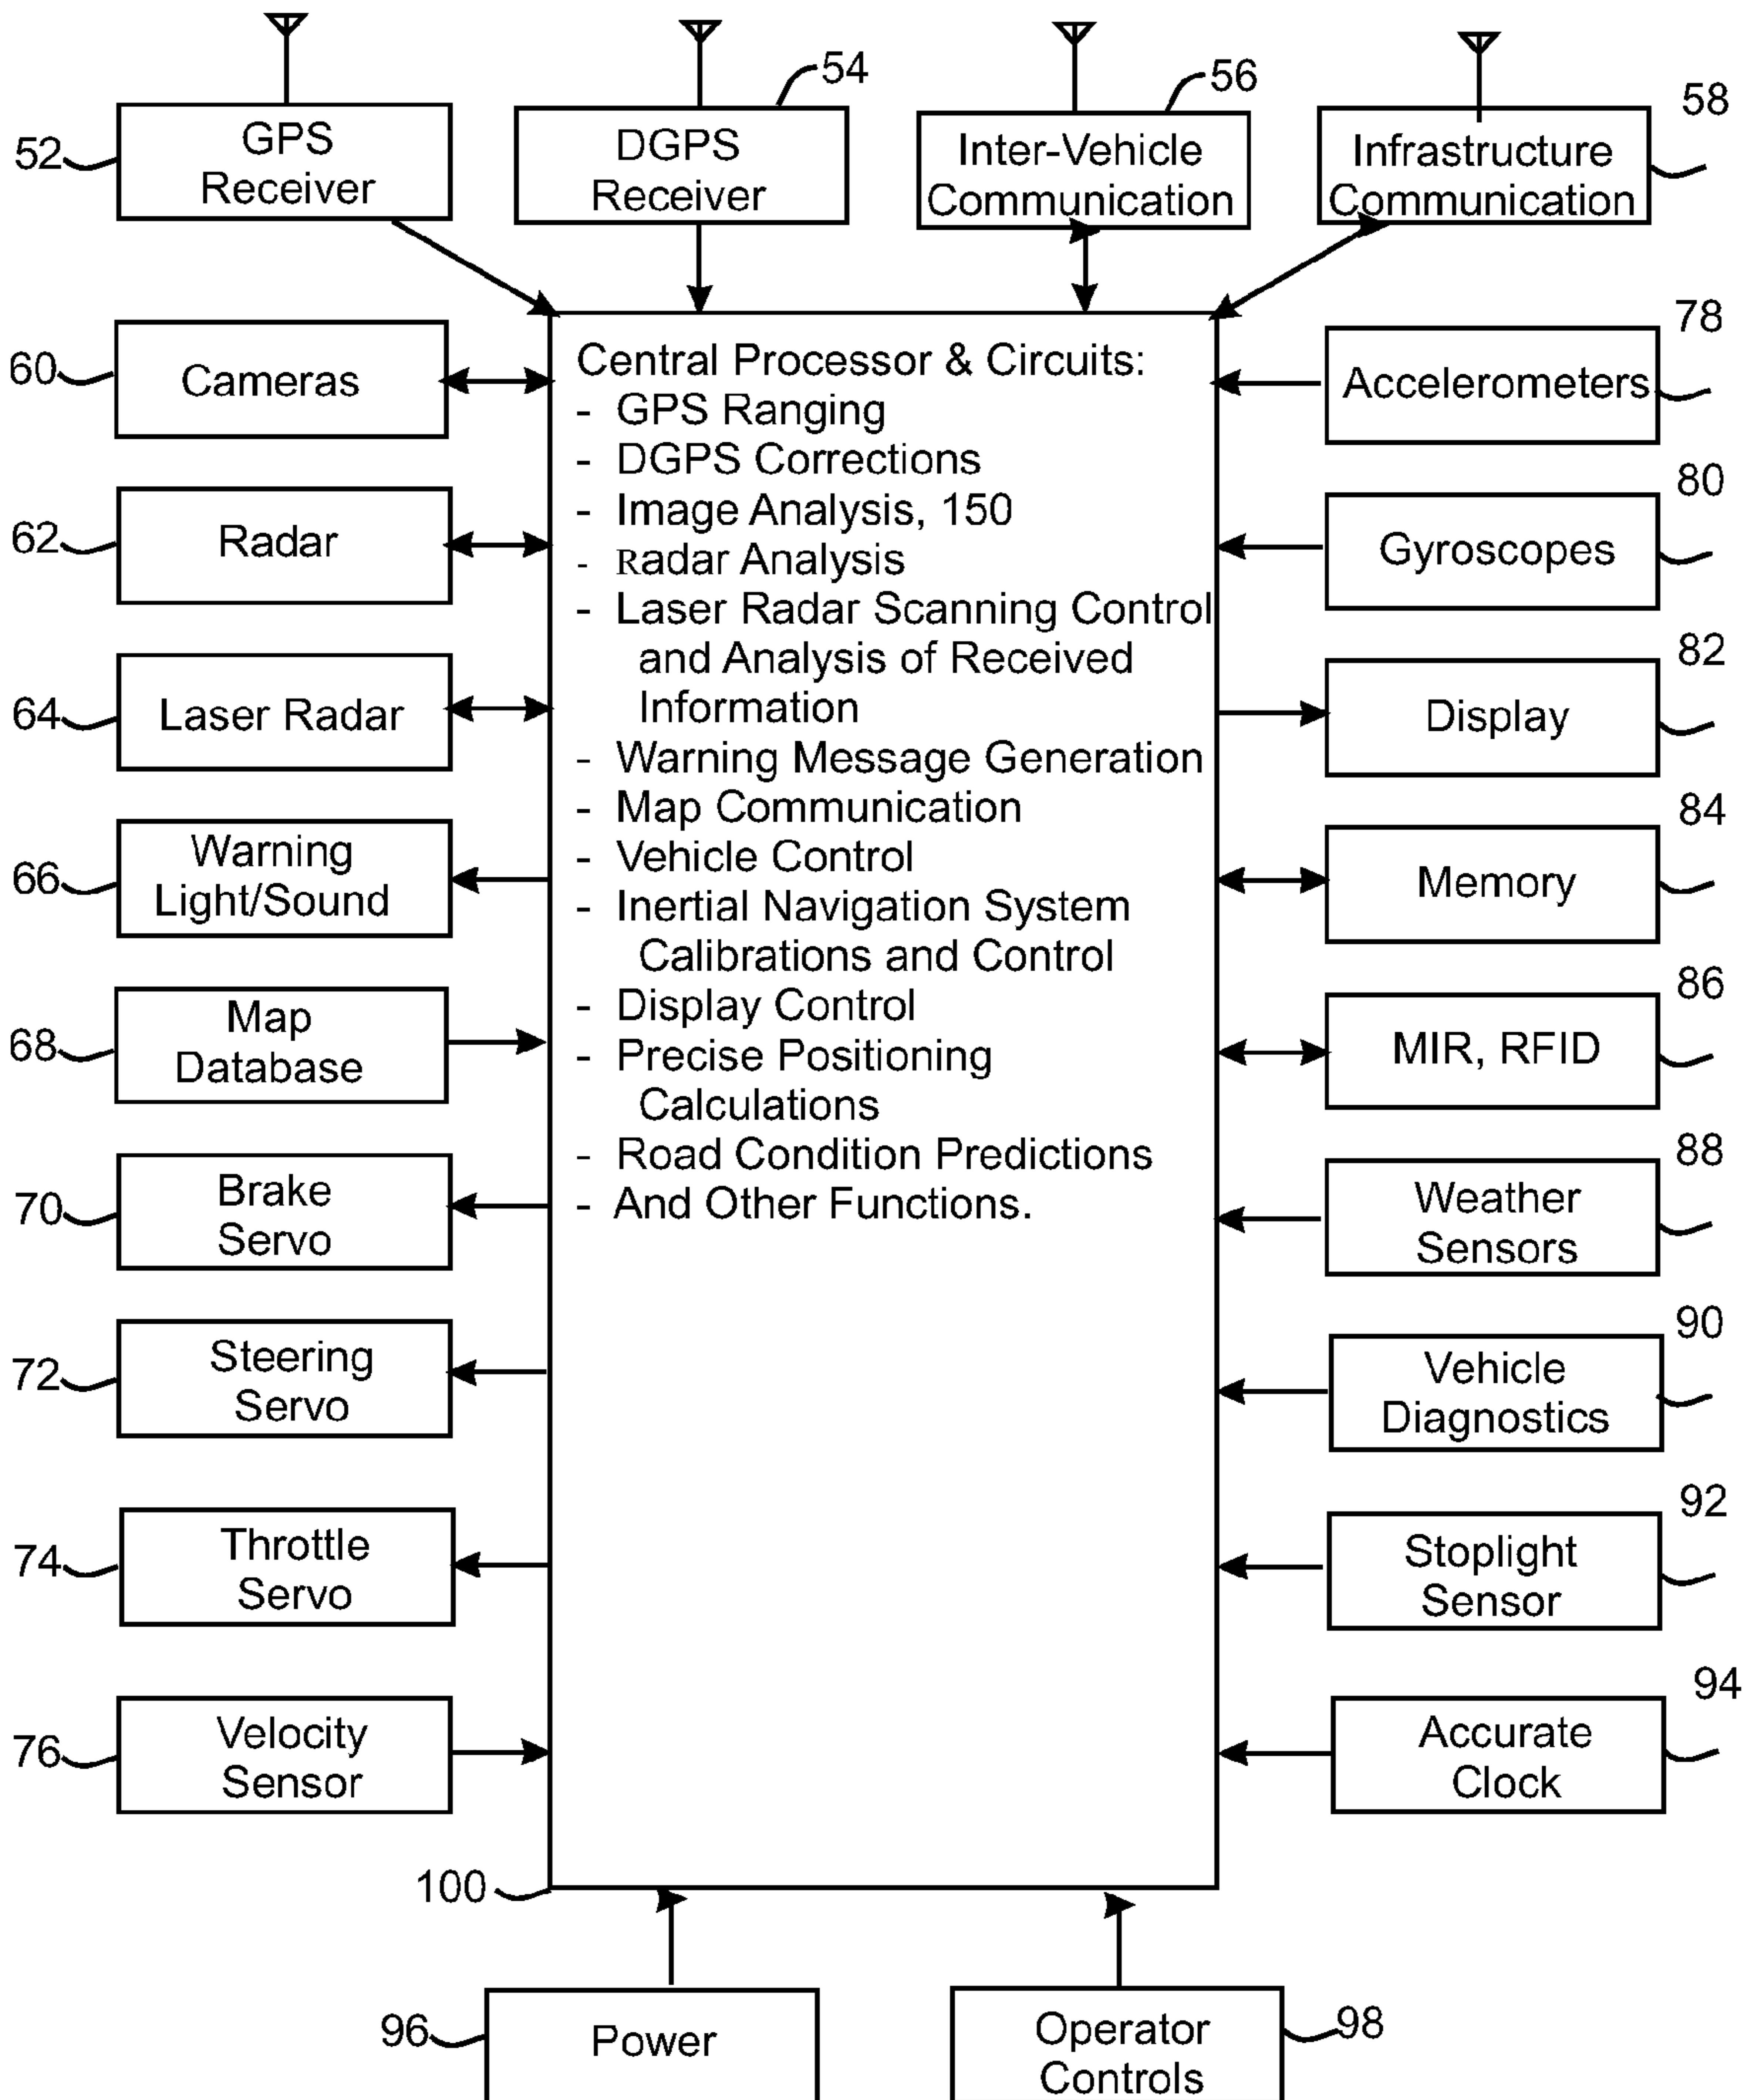 52
GPS
Receiver
54
DGPS
Receiver
56
Inter-Vehicle
Communication
58
Infrastructure
Communication
60
Cameras
62
Radar
64
Laser Radar
66
Warning
Light/Sound
68
Map
Database
70
Brake
Servo
72
Steering
Servo
74
Throttle
Servo
76
Velocity
Sensor
Central Processor & Circuits:
- GPS Ranging
- DGPS Corrections
- Image Analysis, 150
- Radar Analysis
- Laser Radar Scanning Control
and Analysis of Received
Information
- Warning Message Generation
- Map Communication
- Vehicle Control
- Inertial Navigation System
Calibrations and Control
- Display Control
- Precise Positioning
Calculations
- Road Condition Predictions
- And Other Functions.
100
78
Accelerometers
80
Gyroscopes
82
Display
84
Memory
86
MIR, RFID
88
Weather
Sensors
90
Vehicle
Diagnostics
92
Stoplight
Sensor
94
Accurate
Clock
96
Power
98
Operator
Controls